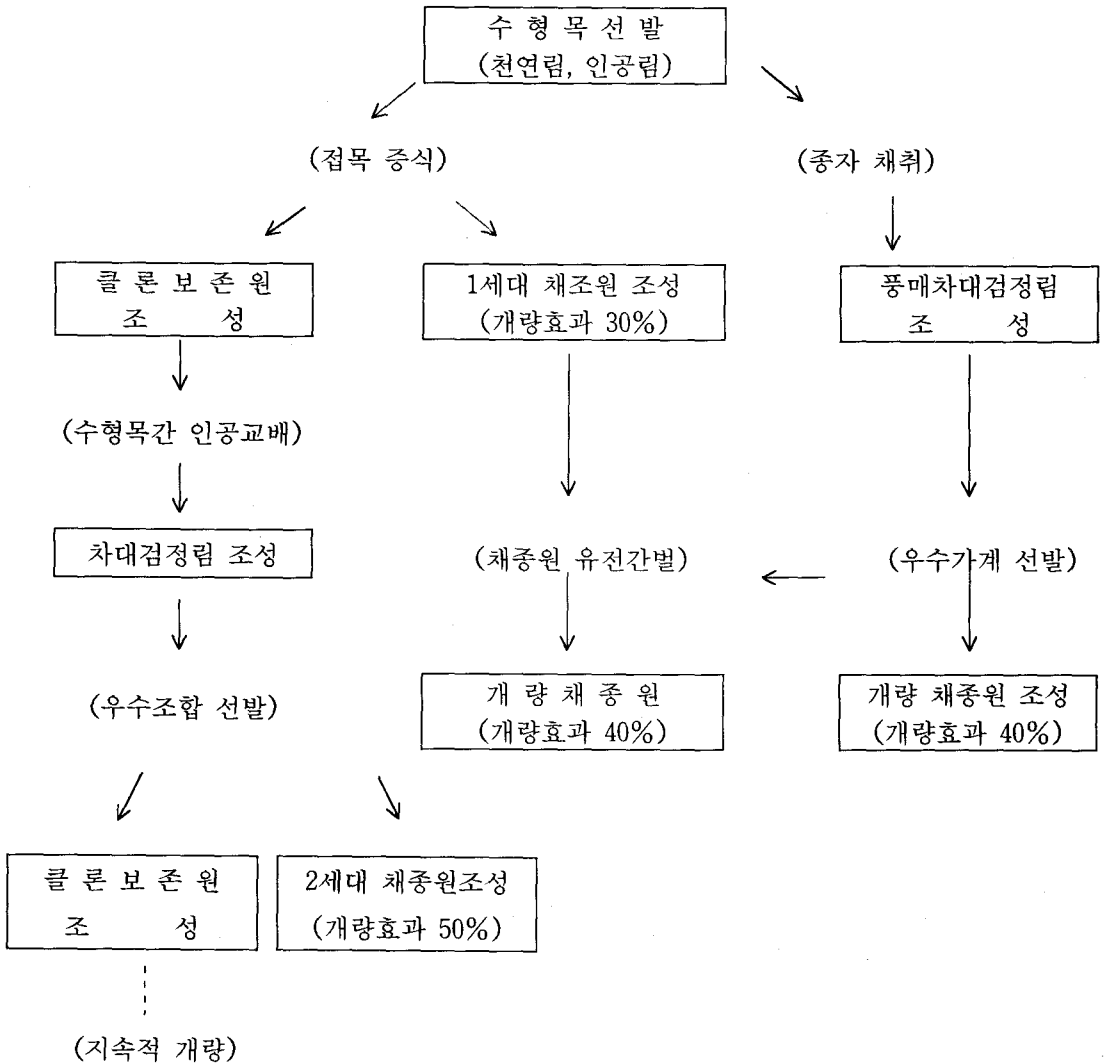 수 형 목 선 발
(천연림, 인공림)
(접목 증식)
(종자 채취)
클 론 보 존 원
조 성
1세대 채조원 조성
(개량효과 30%)
풍매차대검정림
조 성
(수형목간 인공교배)
차대검정림 조성
(채종원 유전간벌)
(우수가계 선발)
(우수조합 선발)
개 량 채 종 원
(개량효과 40%)
개량 채종원 조성
(개량효과 40%)
클 론 보 존 원
조 성
2세대 채종원조성
(개량효과 50%)
(지속적 개량)